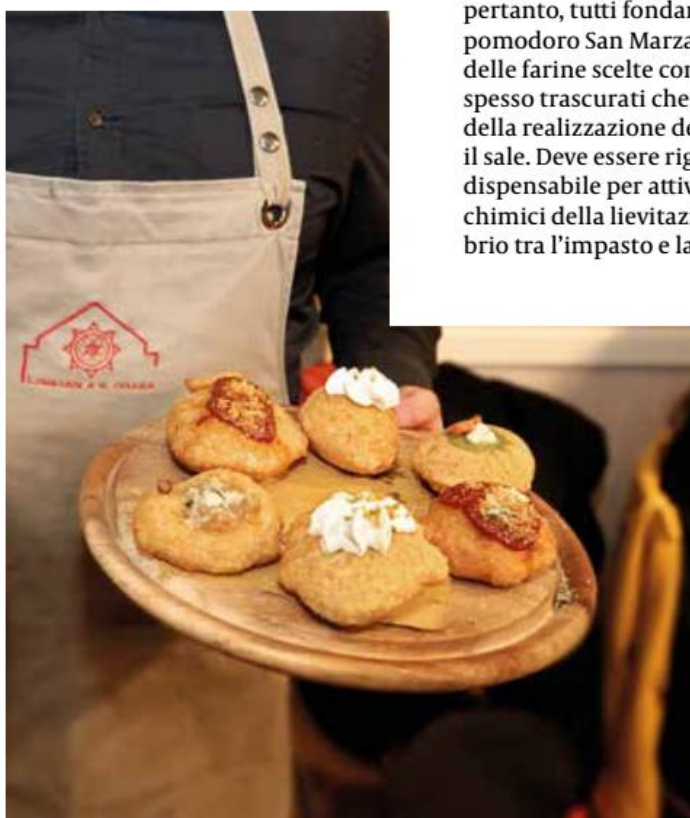 pertanto, tutti fondar
pomodoro San Marza
delle farine scelte cor
spesso trascurati che
della realizzazione de
il sale. Deve essere rig
dispensabile per attiv
chimici della lievitaz
brio tra l'impasto e la